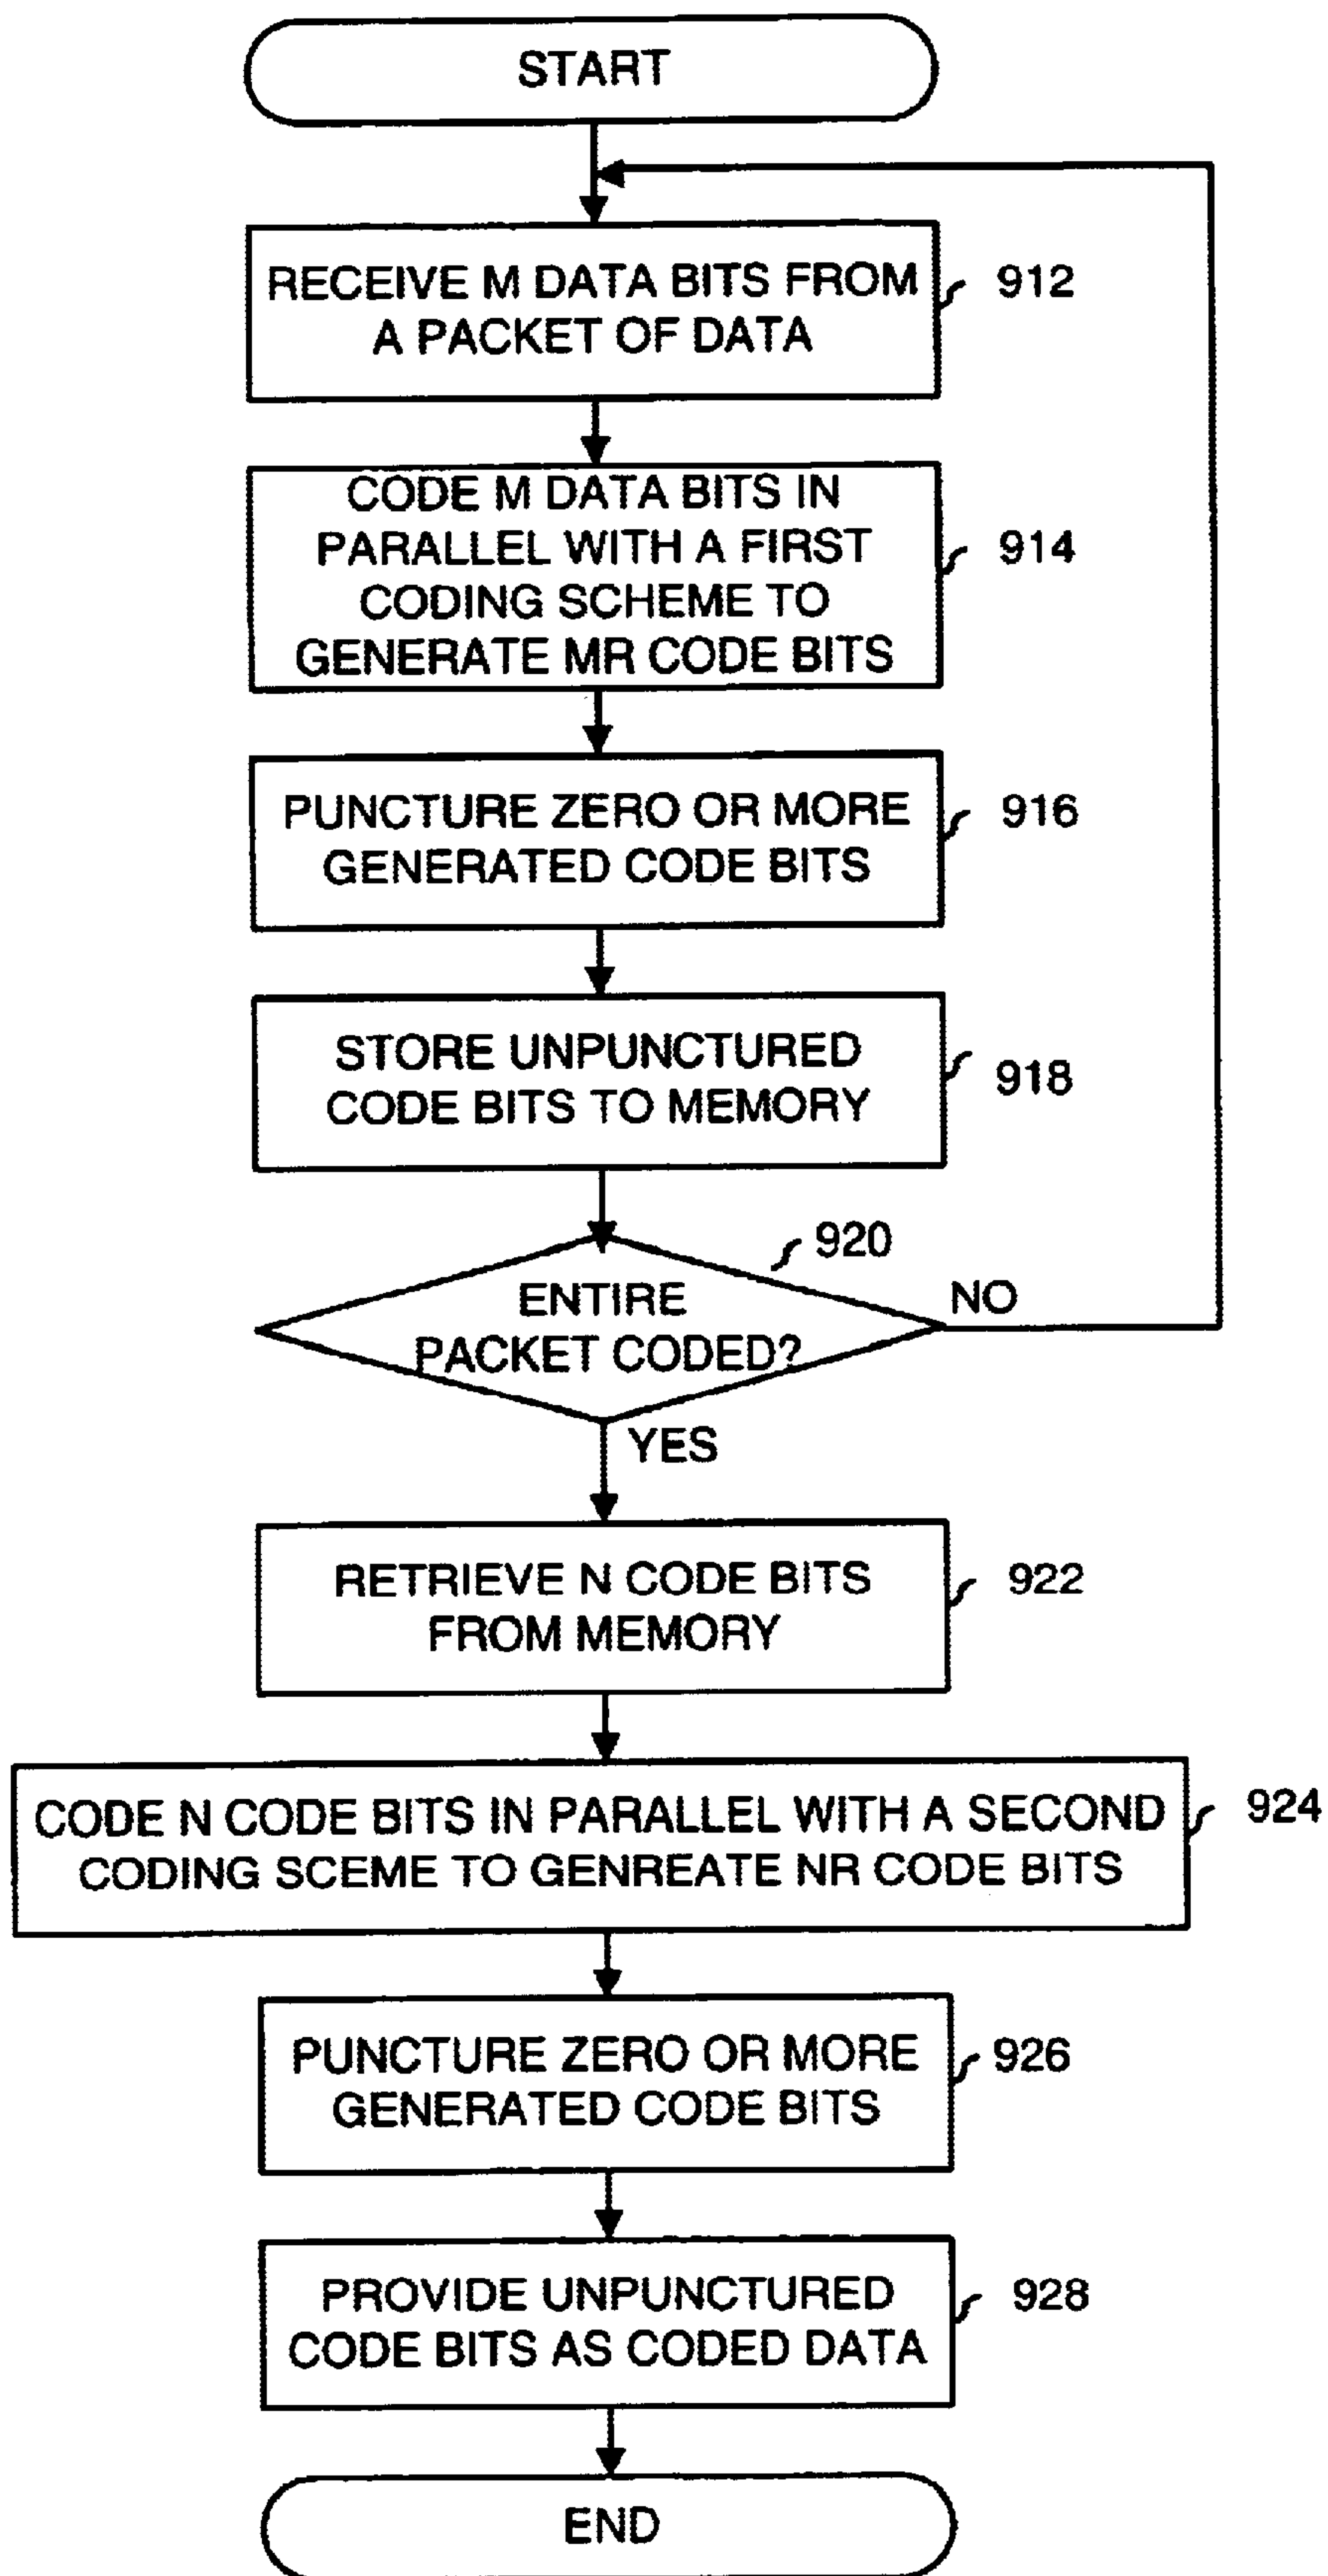 START
RECEIVE M DATA BITS FROM
A PACKET OF DATA
912
CODE M DATA BITS IN
PARALLEL WITH A FIRST
CODING SCHEME TO
GENERATE MR CODE BITS
914
PUNCTURE ZERO OR MORE
GENERATED CODE BITS
916
STORE UNPUNCTURED
CODE BITS TO MEMORY
918
920
ENTIRE
PACKET CODED?
NO
YES
RETRIEVE N CODE BITS
FROM MEMORY
922
CODE N CODE BITS IN PARALLEL WITH A SECOND
CODING SCEME TO GENREATE NR CODE BITS
924
PUNCTURE ZERO OR MORE
GENERATED CODE BITS
926
PROVIDE UNPUNCTURED
CODE BITS AS CODED DATA
928
END